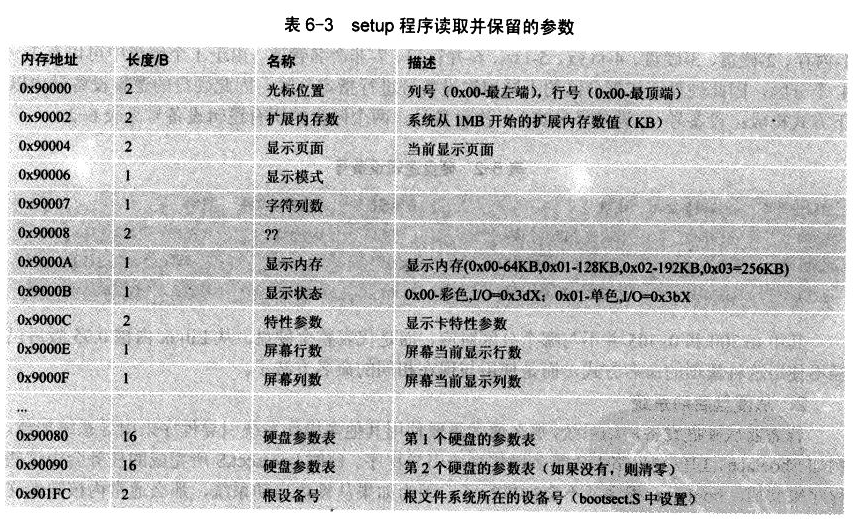 表 6-3 setup 程序读取并保留的参数
内存地址 长度/B 名称 描述
0x90000 2 光标位置 列号（0x00-最左端），行号（0x00-最顶端）
0x90002 2 扩展内存数 系统从 1MB 开始的扩展内存数值（KB）
0x90004 2 显示页面 当前显示页面
0x90006 1 显示模式
0x90007 1 字符列数
0x90008 2 ??
0x9000A 1 显示内存 显示内存(0x00-64KB,0x01-128KB,0x02-192KB,0x03=256KB)
0x9000B 1 显示状态 0x00-彩色,I/O=0x3dX；0x01-单色,I/O=0x3bX
0x9000C 2 特性参数 显示卡特性参数
0x9000E 1 屏幕行数 屏幕当前显示行数
0x9000F 1 屏幕列数 屏幕当前显示列数
...
0x90080 16 硬盘参数表 第 1 个硬盘的参数表
0x90090 16 硬盘参数表 第 2 个硬盘的参数表（如果没有，则清零）
0x901FC 2 根设备号 根文件系统所在的设备号（bootsect.S 中设置）